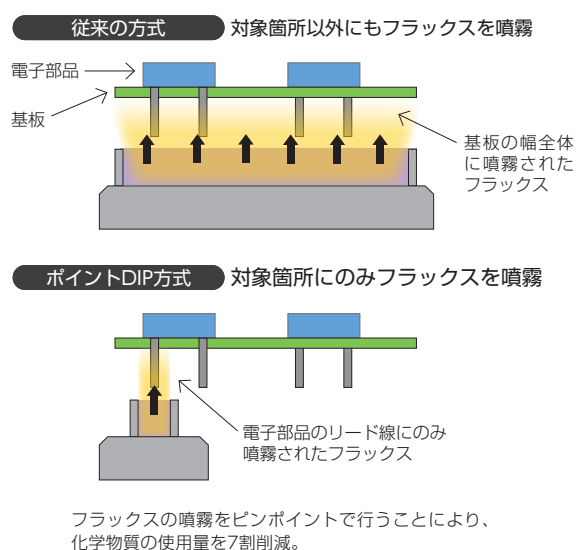 従来の方式 対象箇所以外にもフラックスを噴霧
電子部品
基板
基板の幅全体
に噴霧された
フラックス
ポイントDIP方式 対象箇所にのみフラックスを噴霧
電子部品のリード線にのみ
噴霧されたフラックス
フラックスの噴霧をピンポイントで行うことにより、
化学物質の使用量を7割削減。